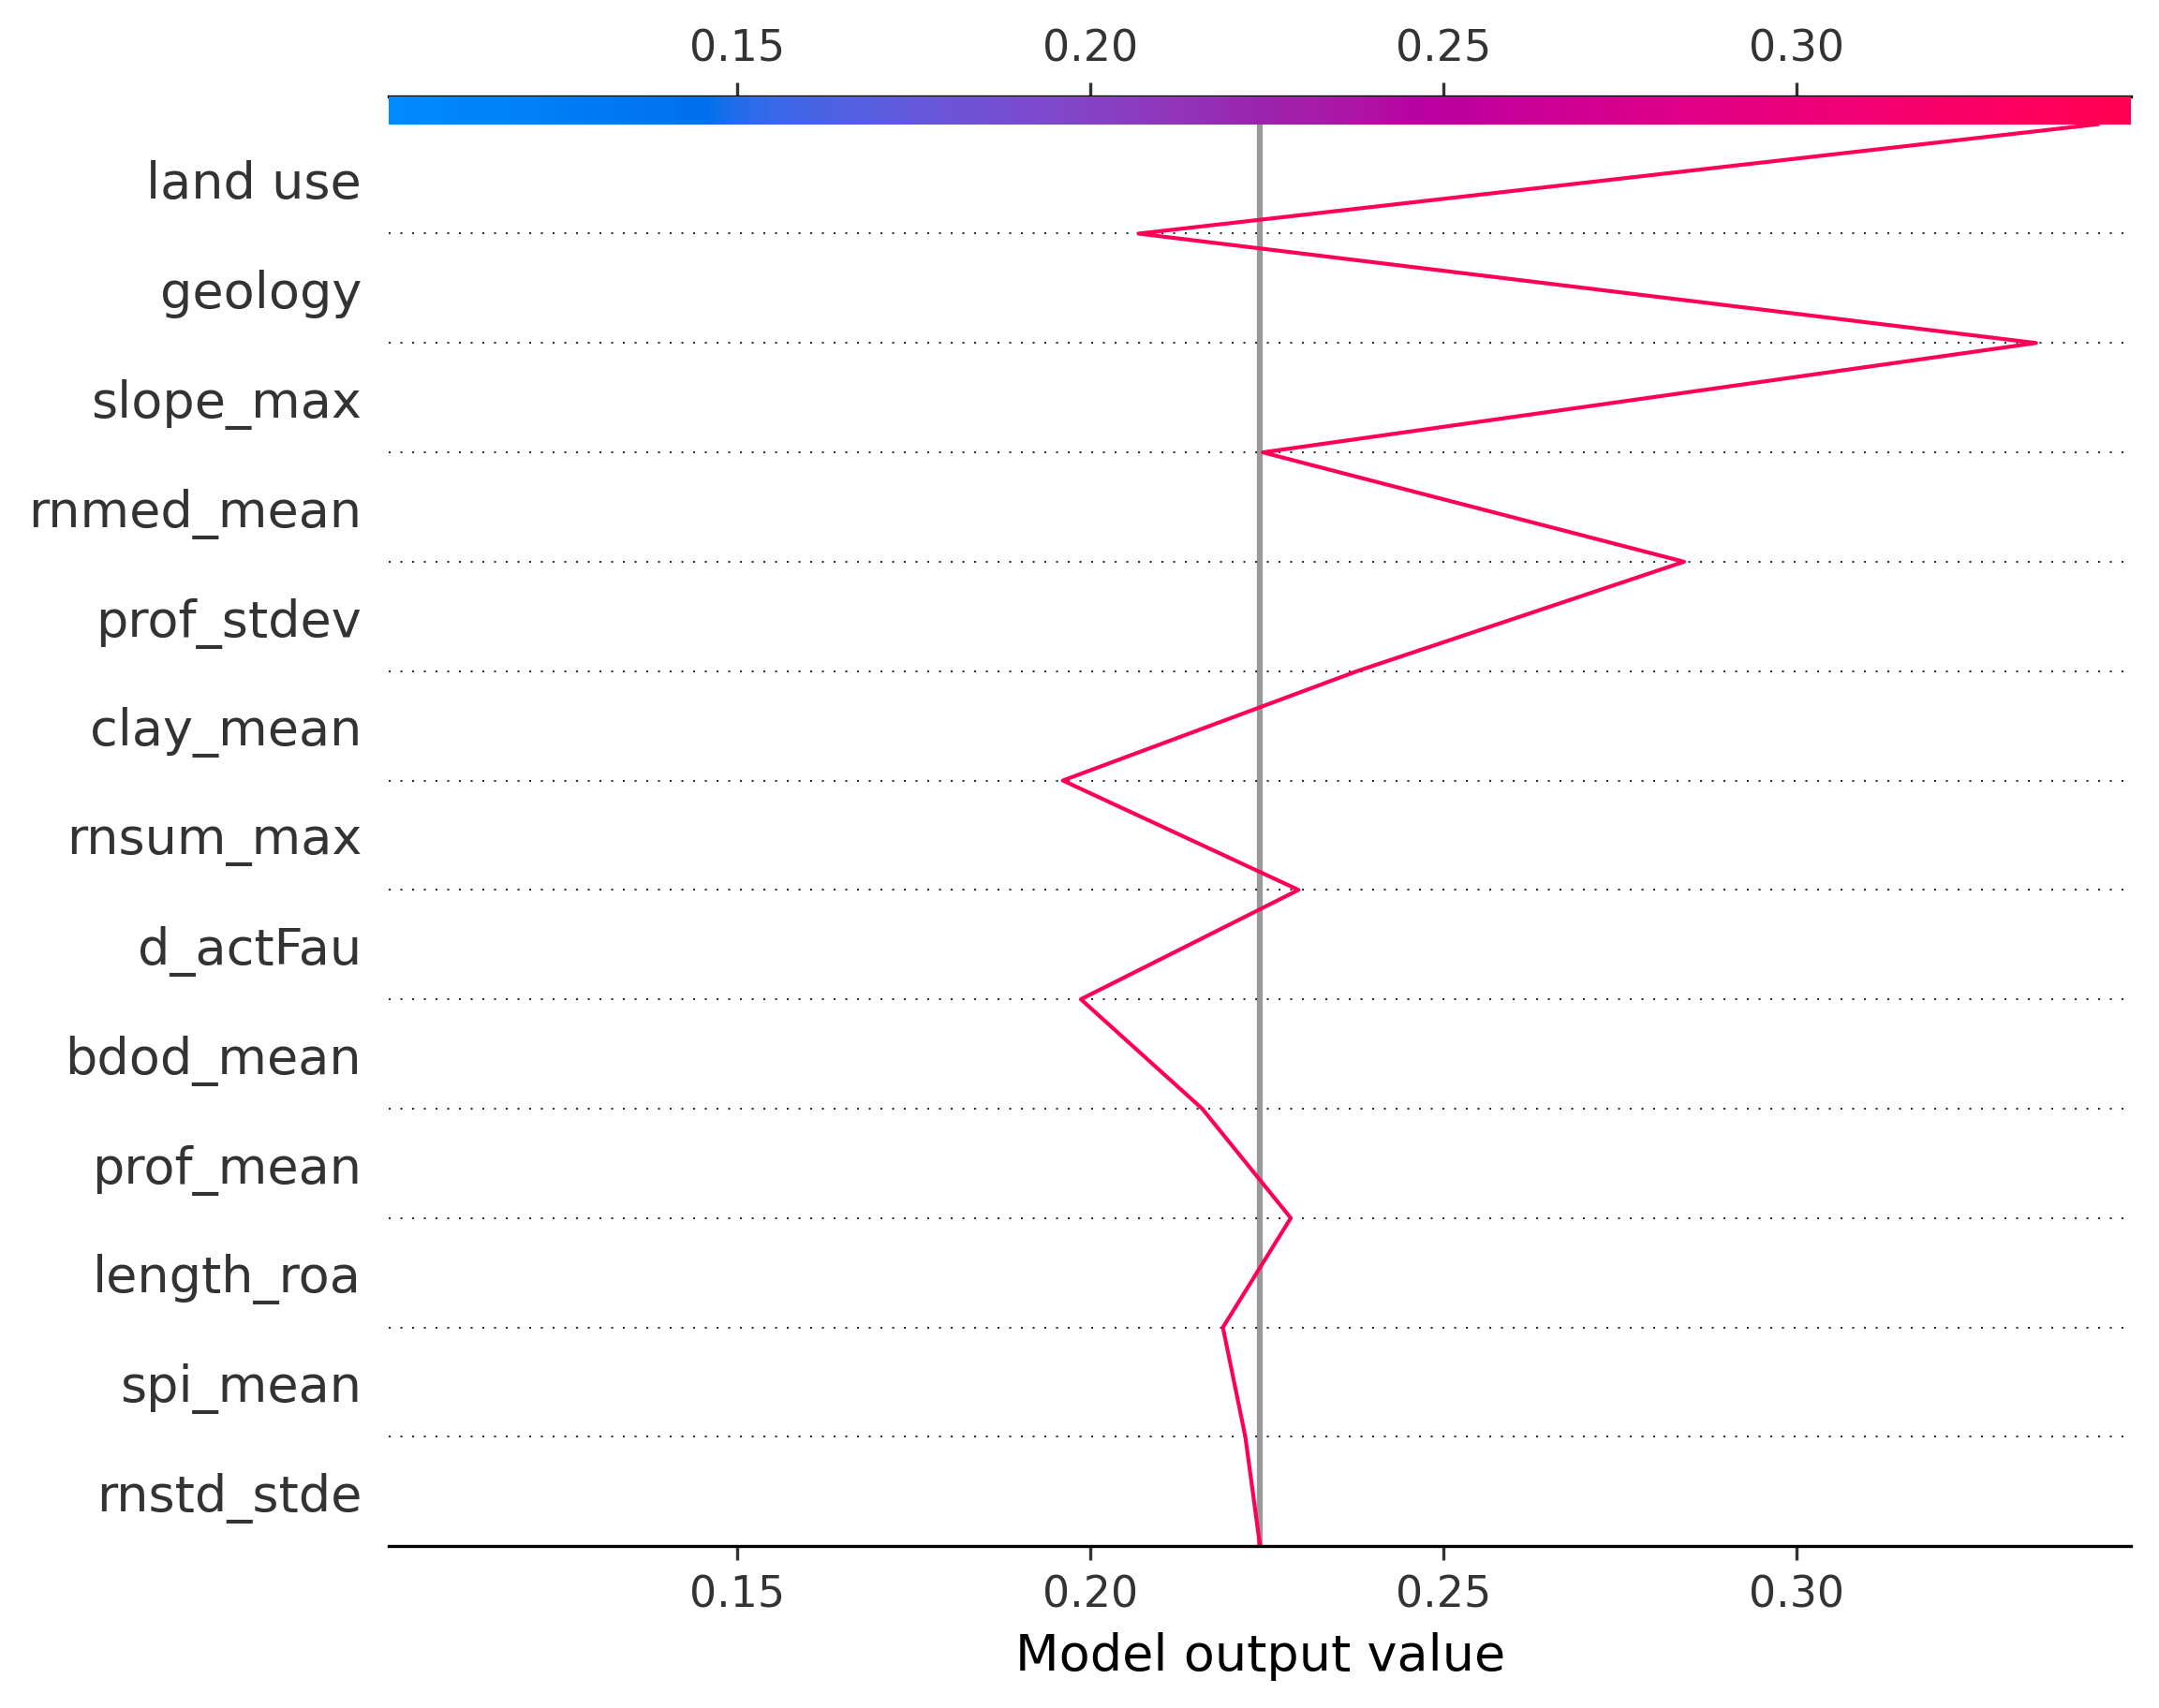 0.15 0.20 0.25 0.30
land use
geology
slope_max
rnmed_mean
prof_stdev
clay_mean
rnsum_max
d_actFau
bdod_mean
prof_mean
length_roa
spi_mean
rnstd_stde
0.15 0.20 0.25 0.30
Model output value